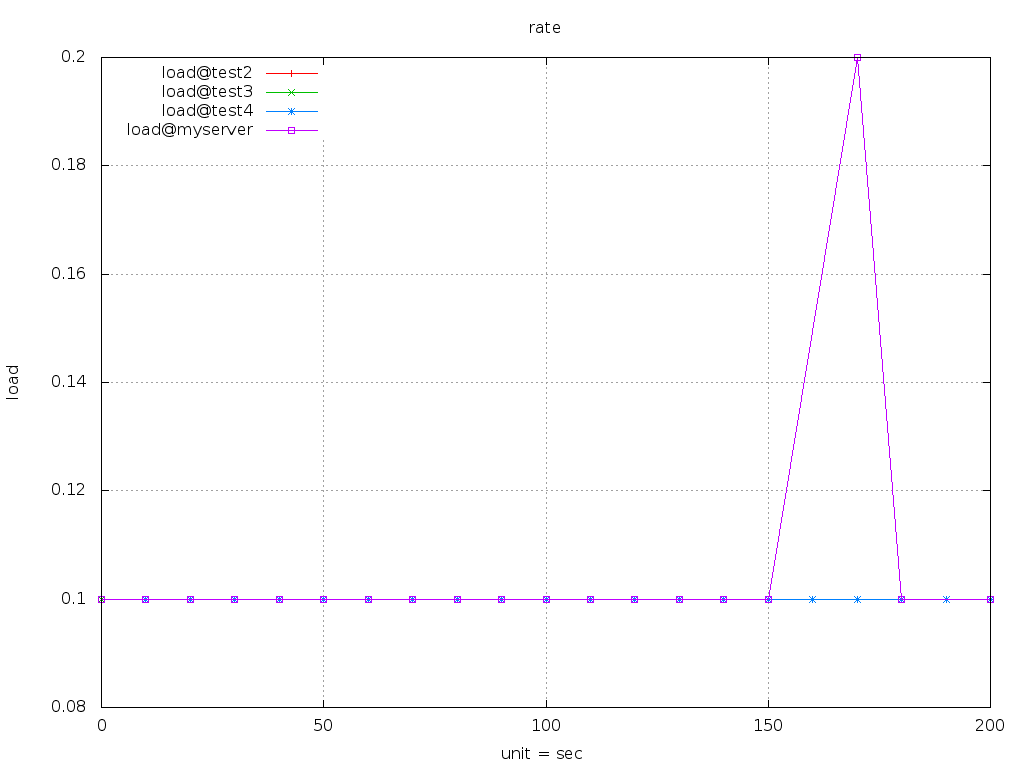 rate
0.2
load@test2
load@test3
load@test4
load@myserver
0.18
0.16
0.14
load
0.12
0.1
0.08
0 50 100 150 200
unit = sec